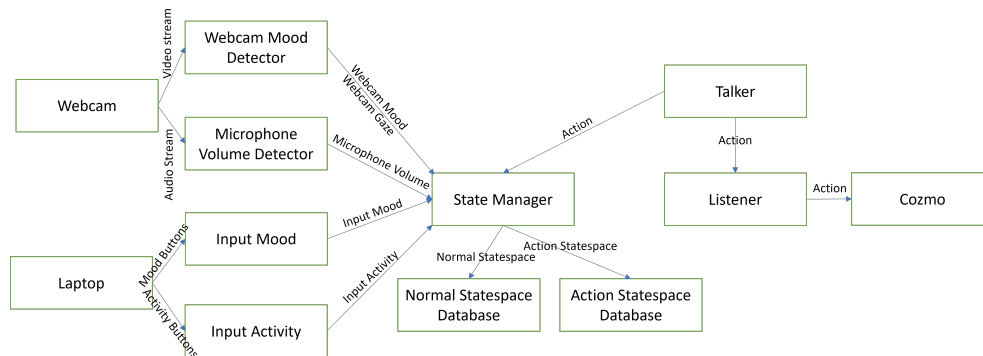 Video stream
Webcam Mood
Detector
Webcam
Webcam Mood
Webcam Gaze
Talker
Audio Stream
Microphone
Volume Detector
Microphone Volume
Action
Action
State Manager
Listener
Action
Cozmo
Input Mood
Input Mood
Mood Buttons
Laptop
Activity Buttons
Input Activity
Input Activity
Action Statespace
Normal Statespace
Normal Statespace
Database
Action Statespace
Database